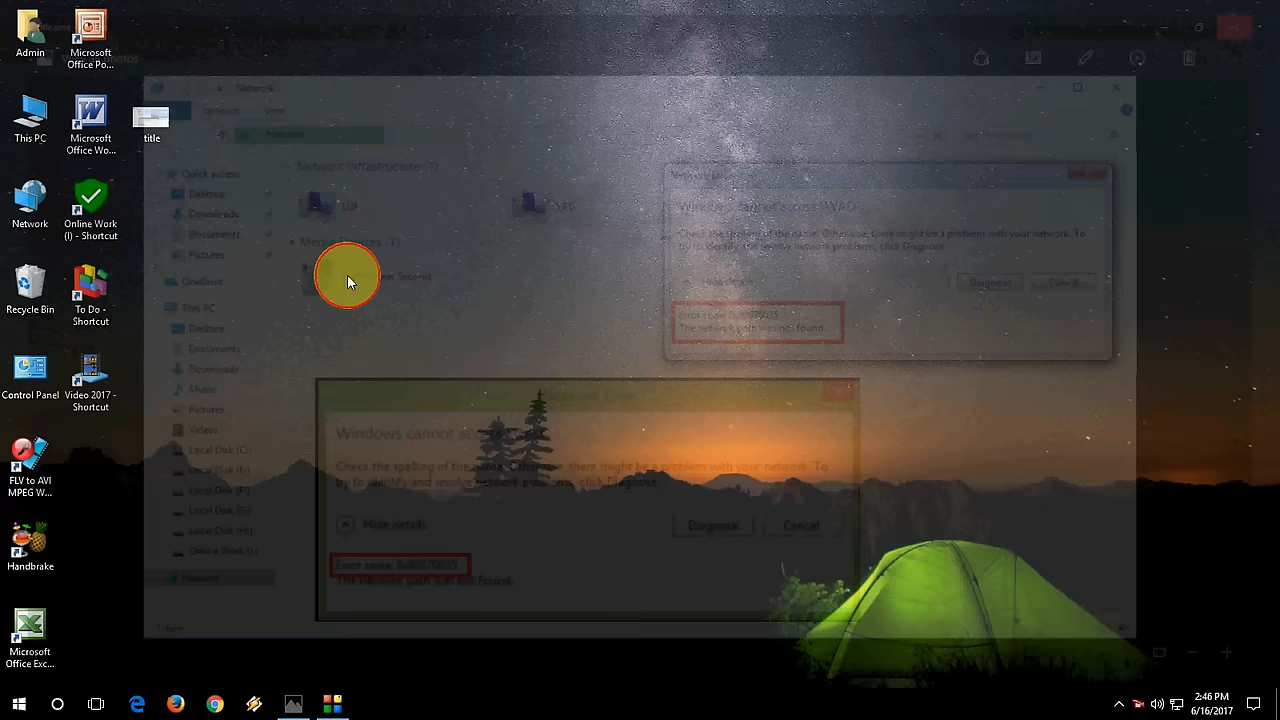 Admin
Microsoft
Office Po...
This PC
Microsoft
Office Wo...
title
Network
Online Work
(I) - Shortcut
Recycle Bin
To Do -
Shortcut
Control Panel
Video 2017 -
Shortcut
FLV to AVI
MPEG W...
Handbrake
Microsoft
Office Exc...
Network
View
Network
Quick access
Desktop
Downloads
Documents
Pictures
OneDrive
This PC
Desktop
Documents
Downloads
Music
Pictures
Videos
Local Disk (C:)
Local Disk (E:)
Local Disk (F:)
Local Disk (G:)
Local Disk (H:)
Online Work (I:)
Network
Network Infrastructure (7)
Media Devices (1)
Windows cannot access
Check the spelling of the name. Otherwise, there might be a problem with your network. To
try to identify and resolve network problems, click Diagnose.
Hide details
Diagnose
Cancel
The network path was not found.
Windows cannot access
Check the spelling of the name. Otherwise, there might be a problem with your network. To
try to identify and resolve network problems, click Diagnose.
Hide details
Diagnose
Cancel
Error code: 0x80070035
The network path was not found.
2:46 PM
6/16/2017